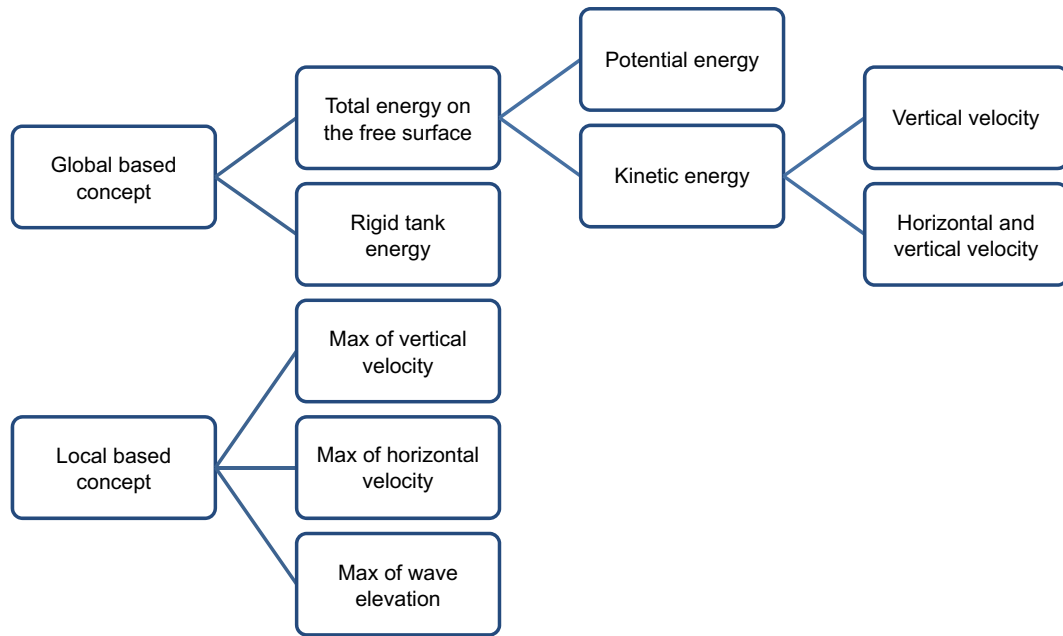 Global based
concept
Total energy on
the free surface
Potential energy
Kinetic energy
Vertical velocity
Horizontal and
vertical velocity
Rigid tank
energy
Local based
concept
Max of vertical
velocity
Max of horizontal
velocity
Max of wave
elevation